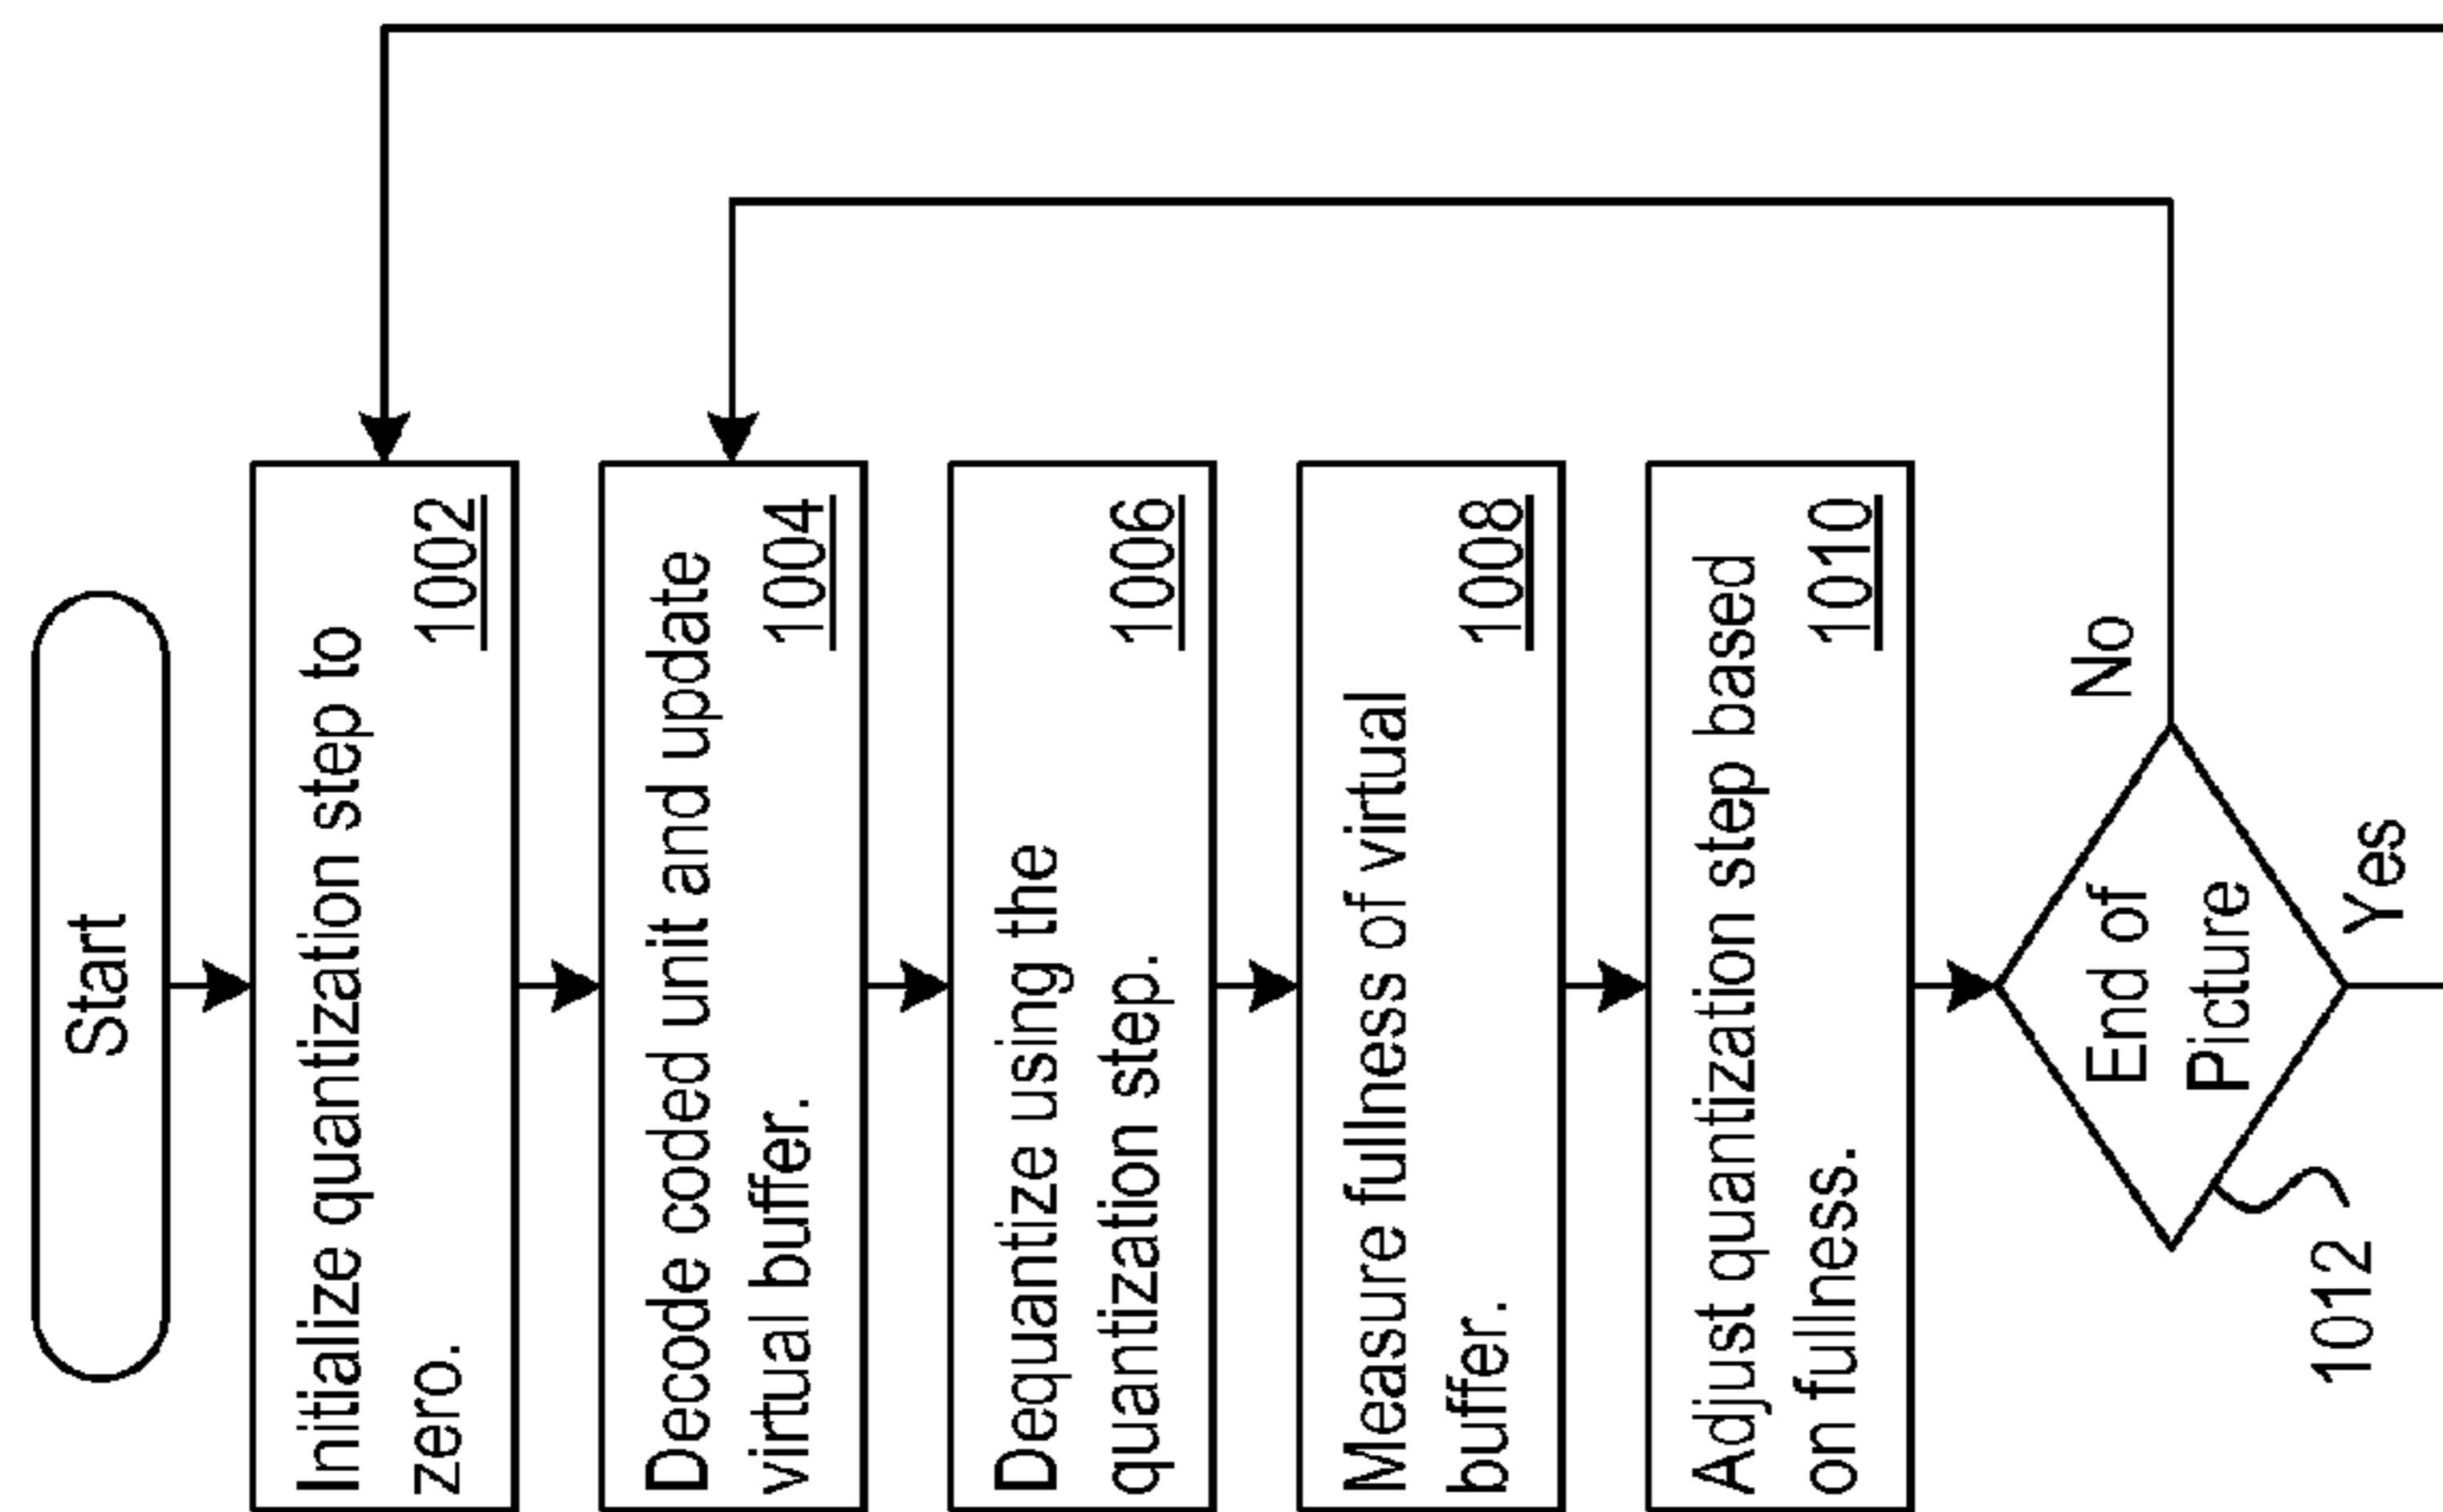 Start
Initialize quantization step to
zero.
1002
Decode coded unit and update
virtual buffer.
1004
Dequantize using the
quantization step.
1006
Measure fullness of virtual
buffer.
1008
Adjust quantization step based
on fullness.
1010
End of
Picture
No
Yes
1012